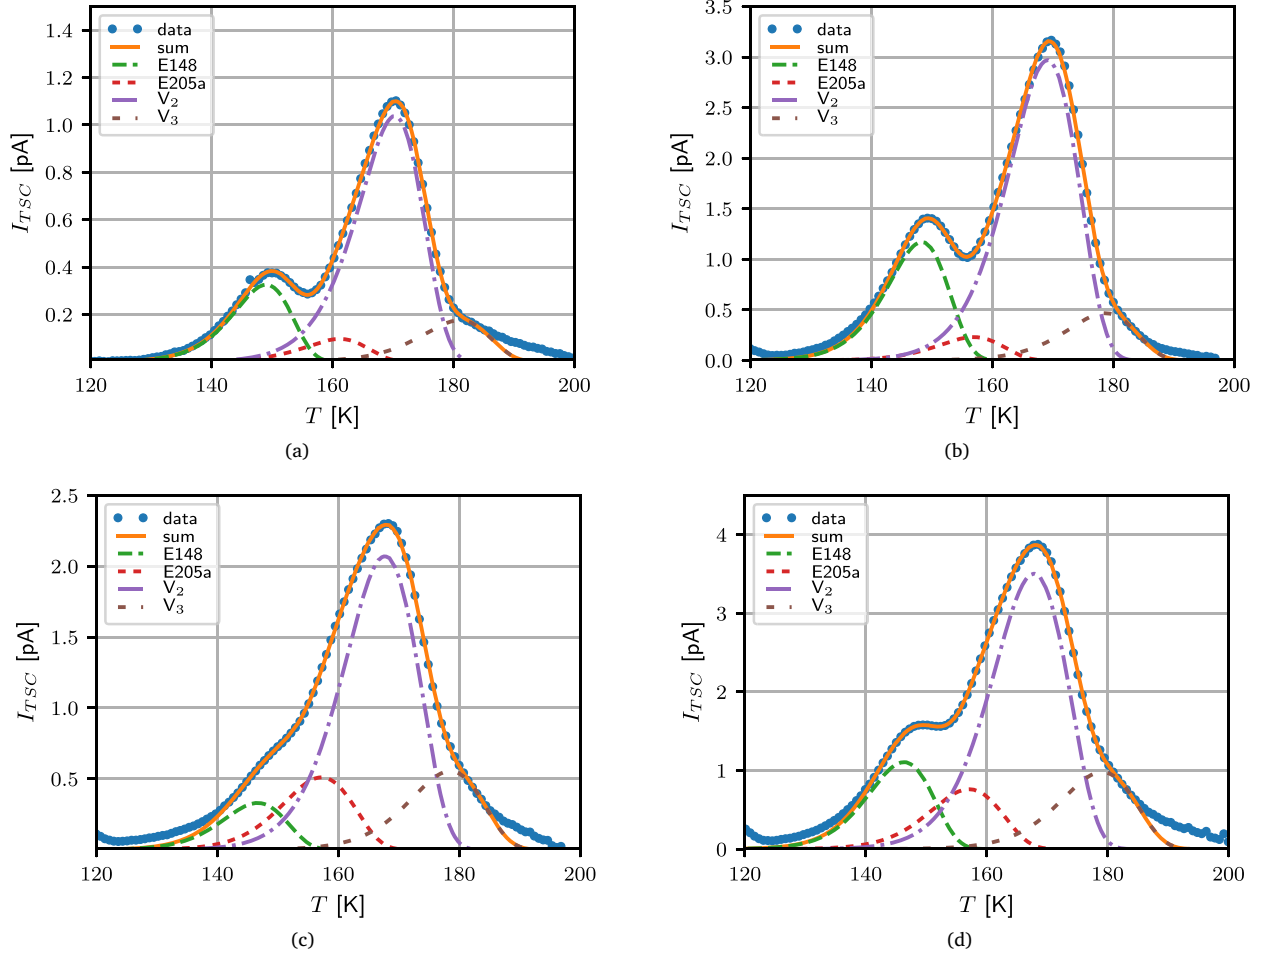 1.4
1.2
1.0
0.8
0.6
0.4
0.2
I_TSC [pA]
data
sum
E148
E205a
V₂
V₃
120 140 160 180 200
T [K]
(a)
3.5
3.0
2.5
2.0
1.5
1.0
0.5
0.0
I_TSC [pA]
data
sum
E148
E205a
V₂
V₃
120 140 160 180 200
T [K]
(b)
2.5
2.0
1.5
1.0
0.5
I_TSC [pA]
data
sum
E148
E205a
V₂
V₃
120 140 160 180 200
T [K]
(c)
4
3
2
1
0
I_TSC [pA]
data
sum
E148
E205a
V₂
V₃
120 140 160 180 200
T [K]
(d)